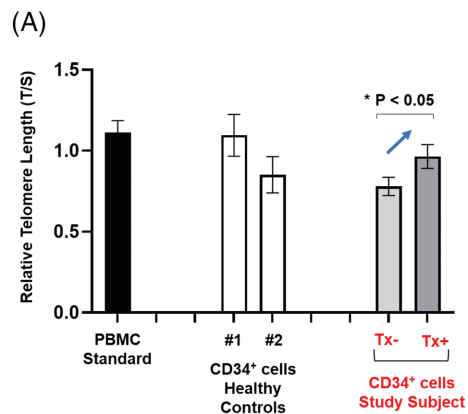 (A)
Relative Telomere Length (T/S)
1.5
1.0
0.5
0.0
* P < 0.05
PBMC
Standard
#1 #2
CD34⁺ cells
Healthy
Controls
Tx- Tx+
CD34⁺ cells
Study Subject